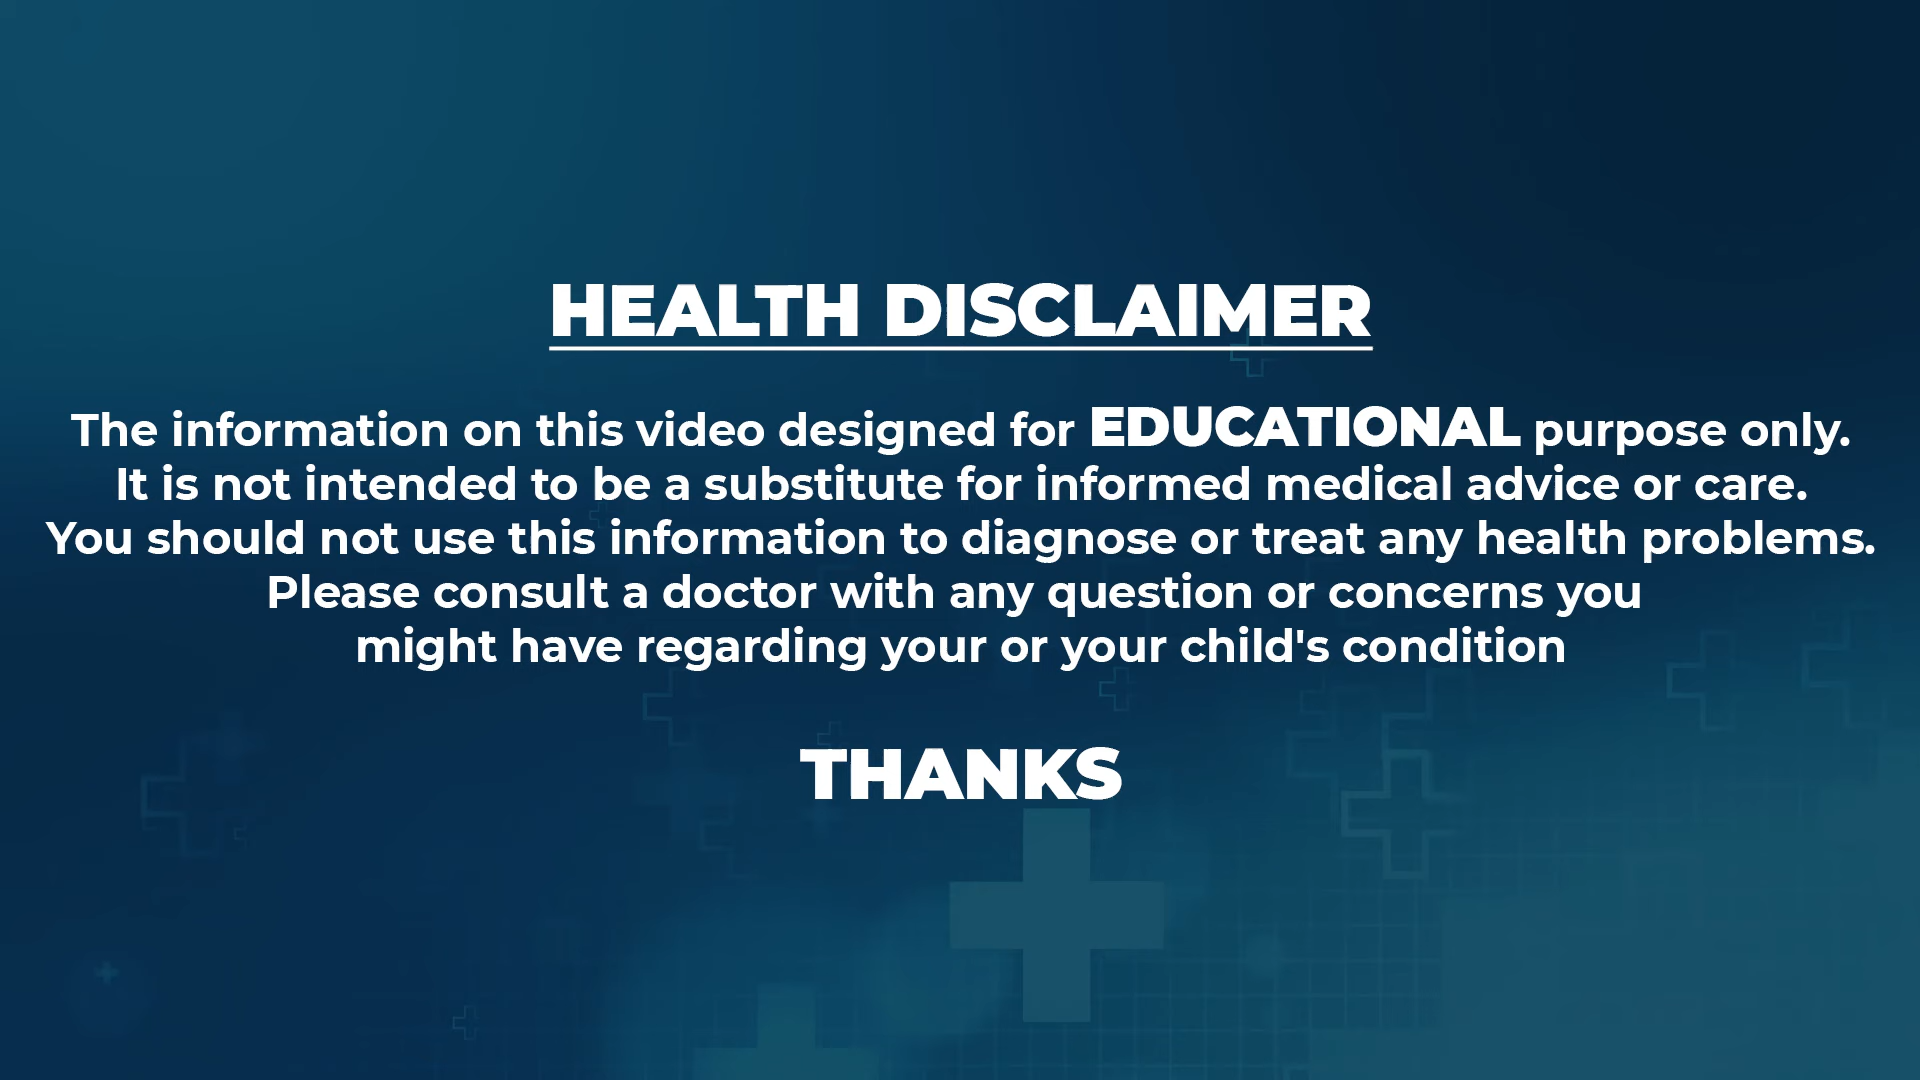 HEALTH DISCLAIMER
The information on this video designed for EDUCATIONAL purpose only.
It is not intended to be a substitute for informed medical advice or care.
You should not use this information to diagnose or treat any health problems.
Please consult a doctor with any question or concerns you
might have regarding your or your child's condition
THANKS